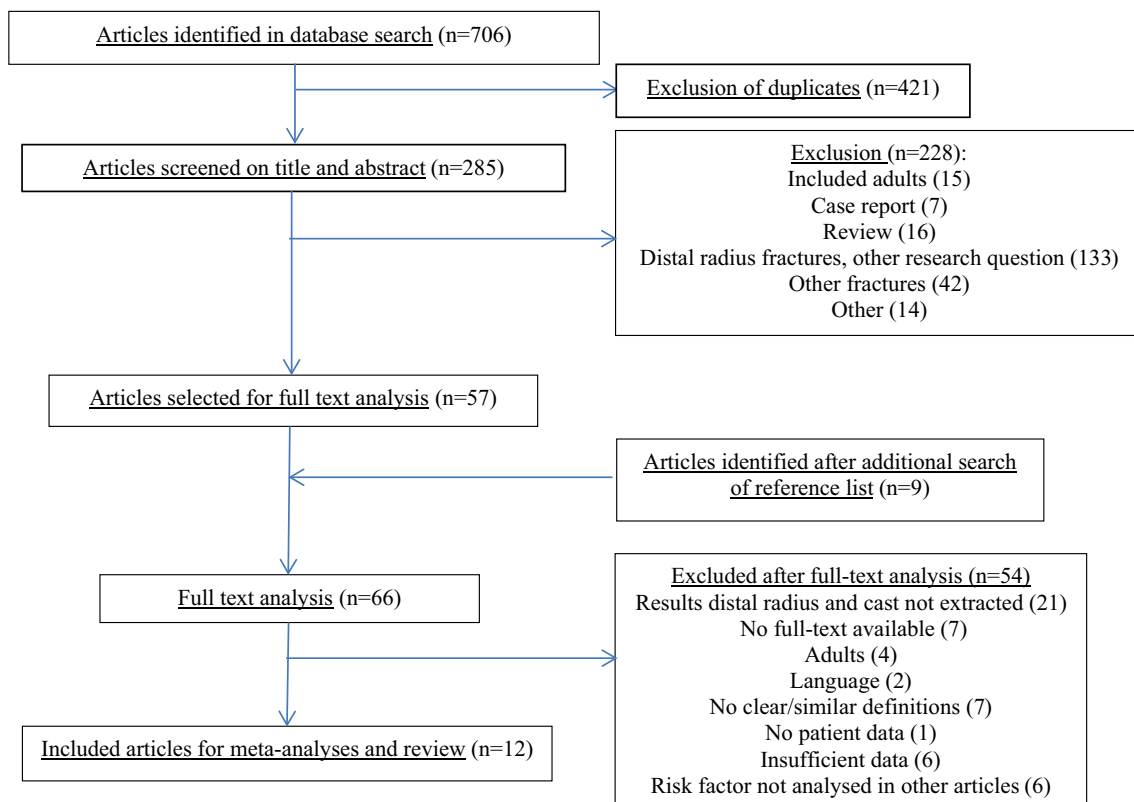 Articles identified in database search (n=706)
Exclusion of duplicates (n=421)
Articles screened on title and abstract (n=285)
Exclusion (n=228):
Included adults (15)
Case report (7)
Review (16)
Distal radius fractures, other research question (133)
Other fractures (42)
Other (14)
Articles selected for full text analysis (n=57)
Articles identified after additional search
of reference list (n=9)
Full text analysis (n=66)
Excluded after full-text analysis (n=54)
Results distal radius and cast not extracted (21)
No full-text available (7)
Adults (4)
Language (2)
No clear/similar definitions (7)
No patient data (1)
Insufficient data (6)
Risk factor not analysed in other articles (6)
Included articles for meta-analyses and review (n=12)